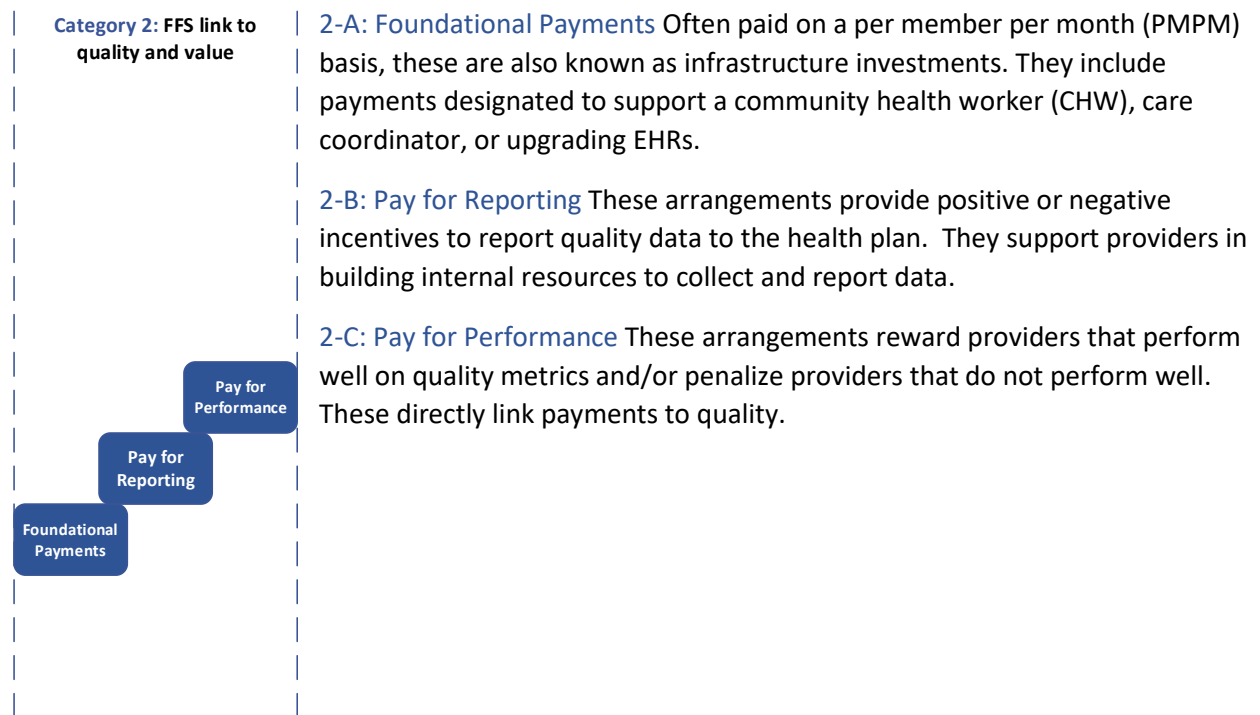 Category 2: FFS link to
quality and value
Pay for
Performance
Pay for
Reporting
Foundational
Payments
2-A: Foundational Payments Often paid on a per member per month (PMPM)
basis, these are also known as infrastructure investments. They include
payments designated to support a community health worker (CHW), care
coordinator, or upgrading EHRs.
2-B: Pay for Reporting These arrangements provide positive or negative
incentives to report quality data to the health plan.  They support providers in
building internal resources to collect and report data.
2-C: Pay for Performance These arrangements reward providers that perform
well on quality metrics and/or penalize providers that do not perform well.
These directly link payments to quality.